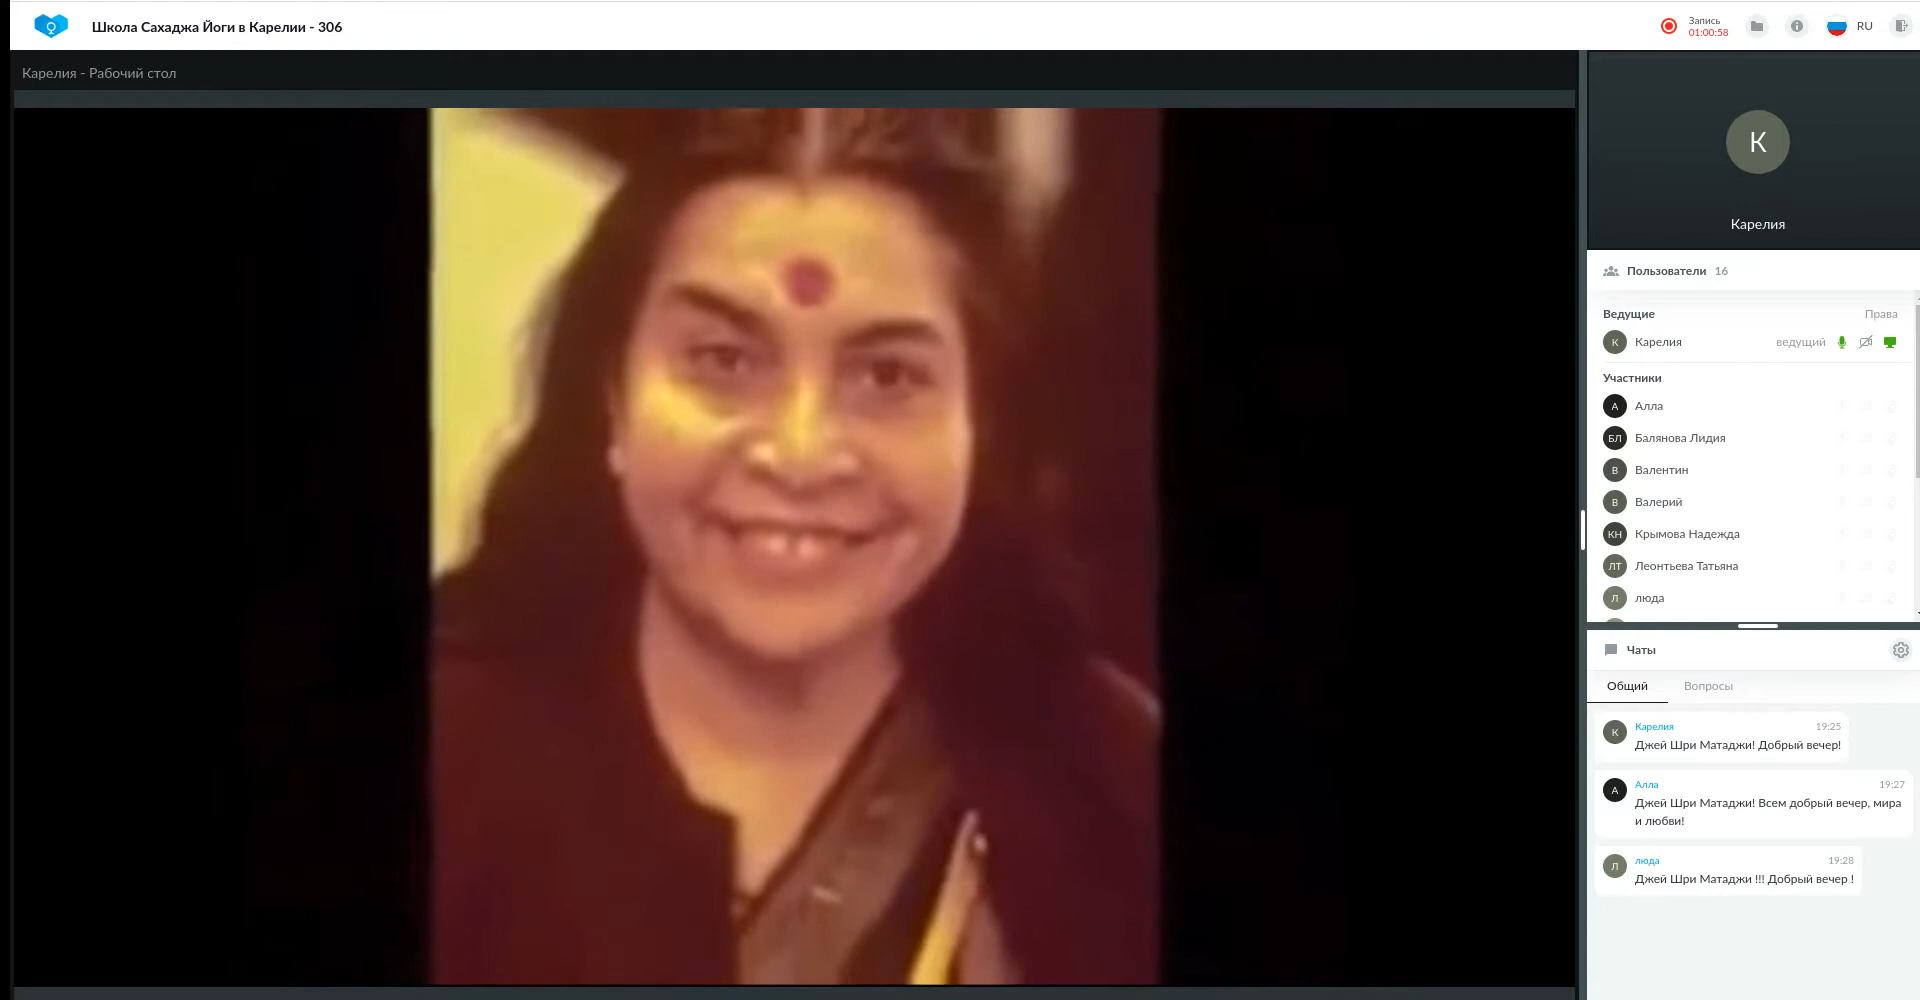 Школа Сахаджа Йоги в Карелии - 306
Запись
01:00:58
RU
Карелия - Рабочий стол
К
Карелия
Пользователи 16
Ведущие Права
К Карелия ведущий
Участники
А Алла
БЛ Балянова Лидия
В Валентин
В Валерий
КН Крымова Надежда
ЛТ Леонтьева Татьяна
Л люда
Чаты
Общий Вопросы
К Карелия 19:25
Джей Шри Матаджи! Добрый вечер!
А Алла 19:27
Джей Шри Матаджи! Всем добрый вечер, мира
и любви!
Л люда 19:28
Джей Шри Матаджи !!! Добрый вечер !